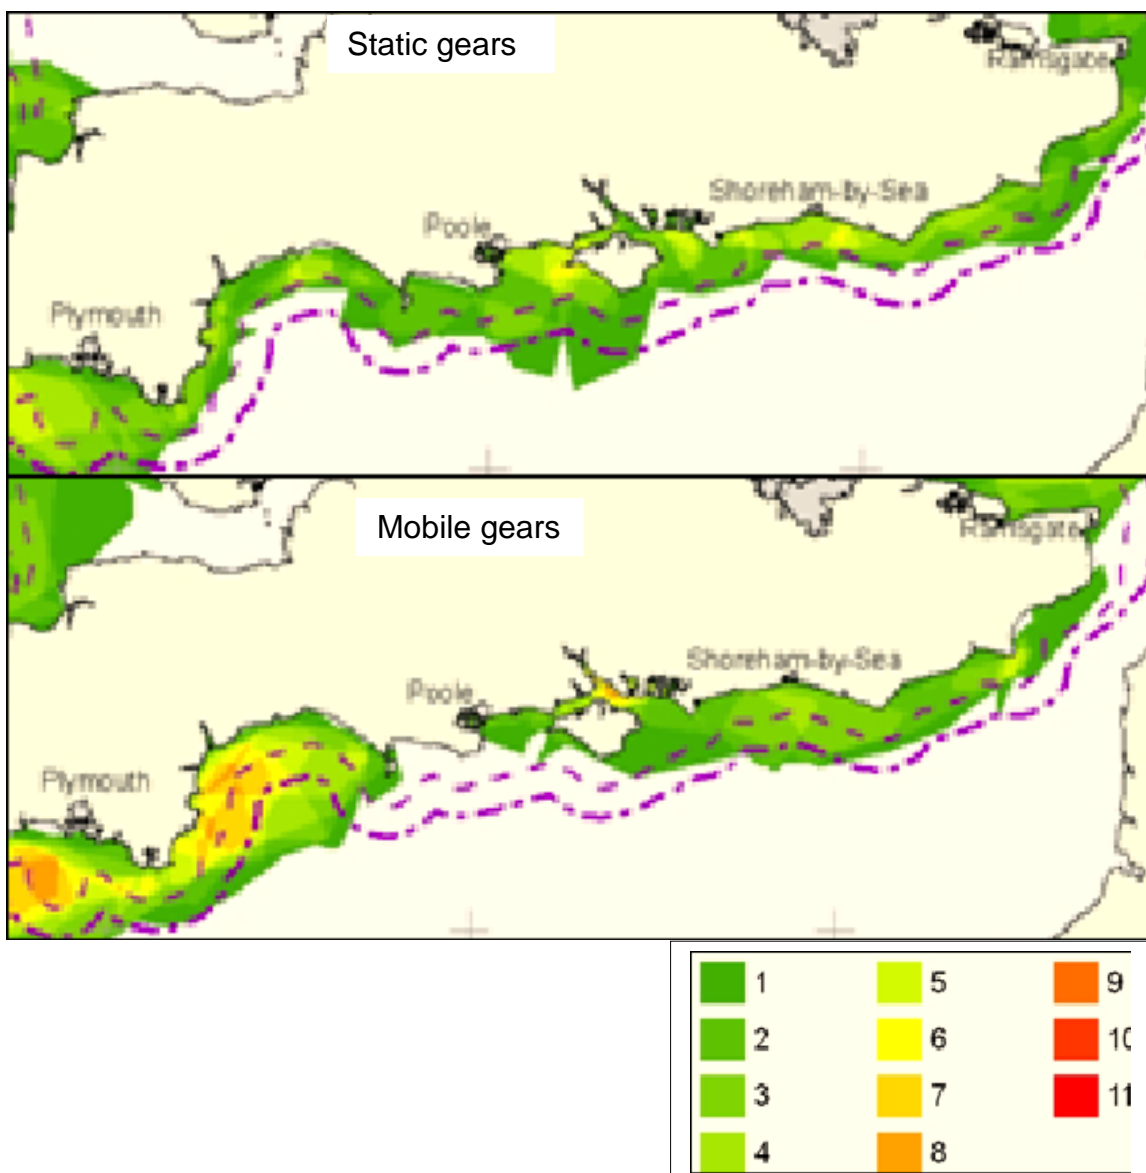 Static gears
Ramsgate
Shoreham-by-Sea
Poole
Plymouth
Mobile gears
Ramsgate
Shoreham-by-Sea
Poole
Plymouth
1 5 9
2 6 10
3 7 11
4 8